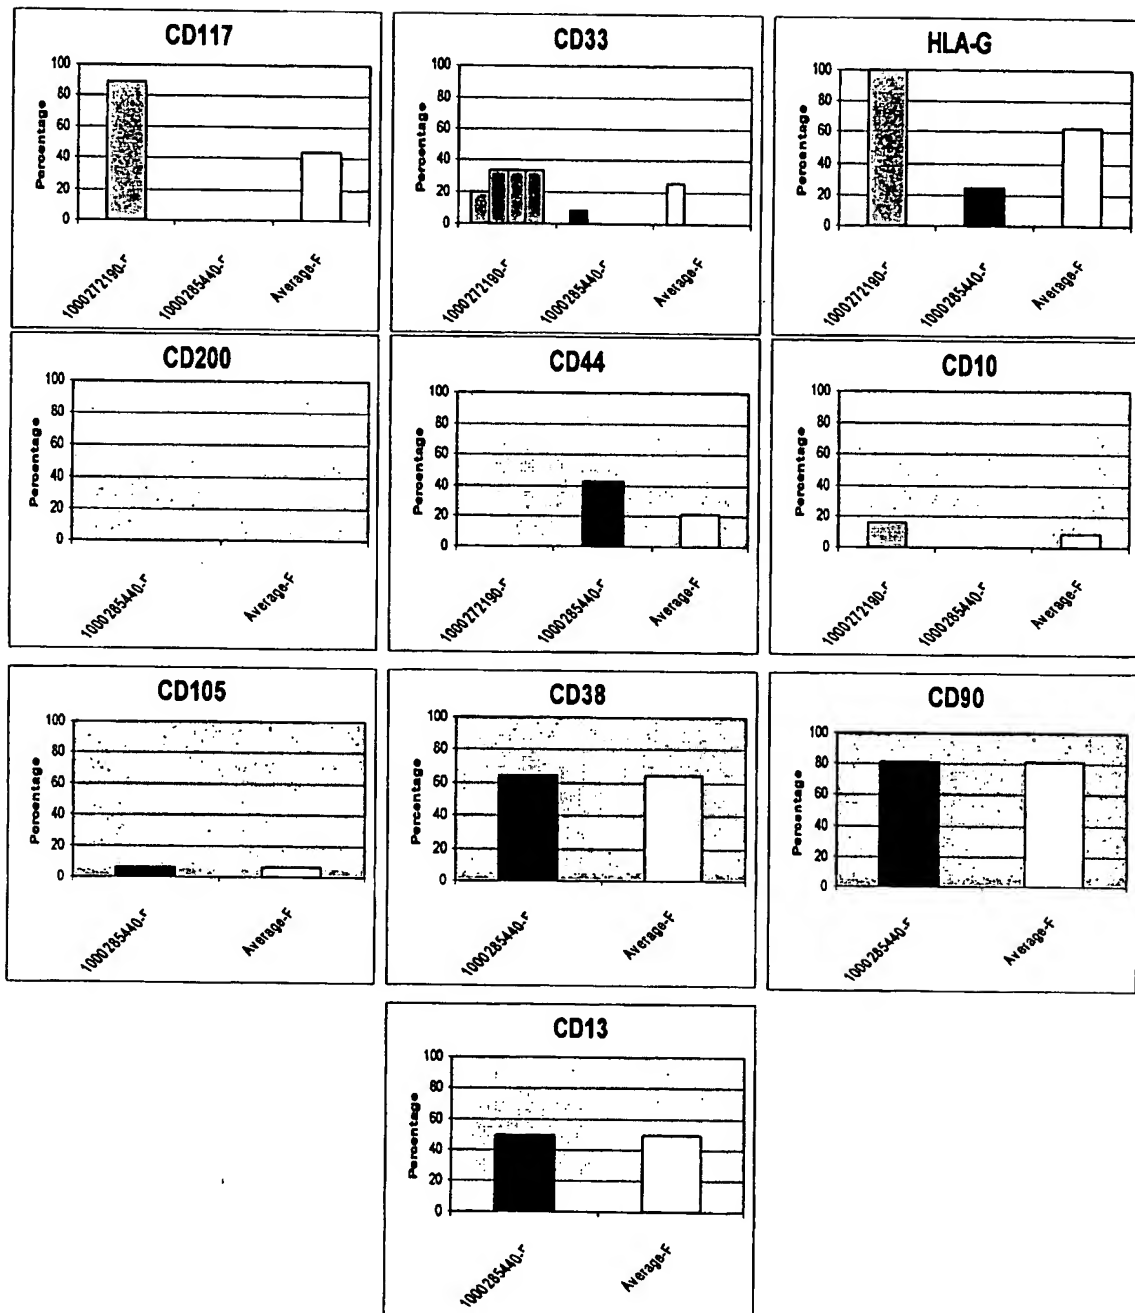 CD117
Percentage
100
80
60
40
20
0
1000272190-F
1000285440-F
Average-F
CD33
Percentage
100
80
60
40
20
0
1000272190-F
1000285440-F
Average-F
HLA-G
Percentage
100
80
60
40
20
0
1000272190-F
1000285440-F
Average-F
CD200
Percentage
100
80
60
40
20
0
1000285440-F
Average-F
CD44
Percentage
100
80
60
40
20
0
1000272190-F
1000285440-F
Average-F
CD10
Percentage
100
80
60
40
20
0
1000272190-F
1000285440-F
Average-F
CD105
Percentage
100
80
60
40
20
0
1000285440-F
Average-F
CD38
Percentage
100
80
60
40
20
0
1000285440-F
Average-F
CD90
Percentage
100
80
60
40
20
0
1000285440-F
Average-F
CD13
Percentage
100
80
60
40
20
0
1000285440-F
Average-F